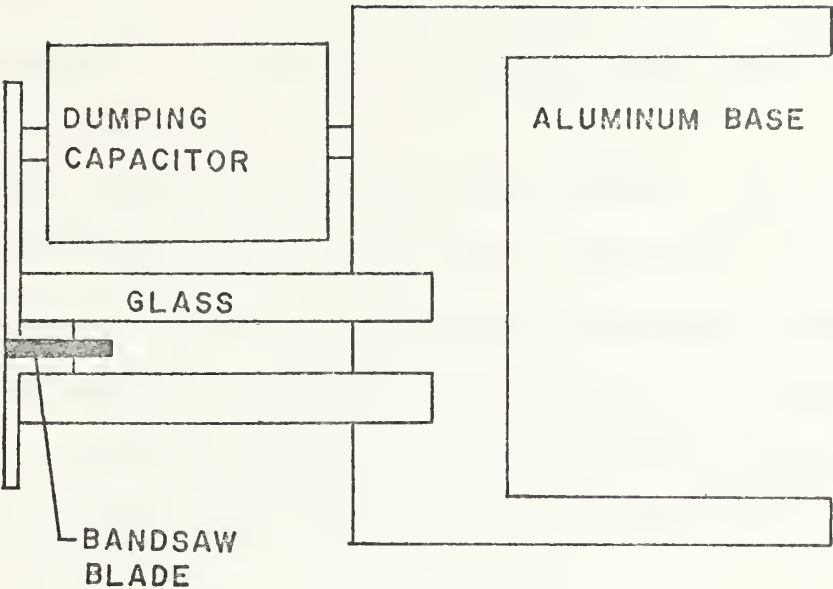 DUMPING
CAPACITOR
ALUMINUM BASE
GLASS
BANDSAW
BLADE